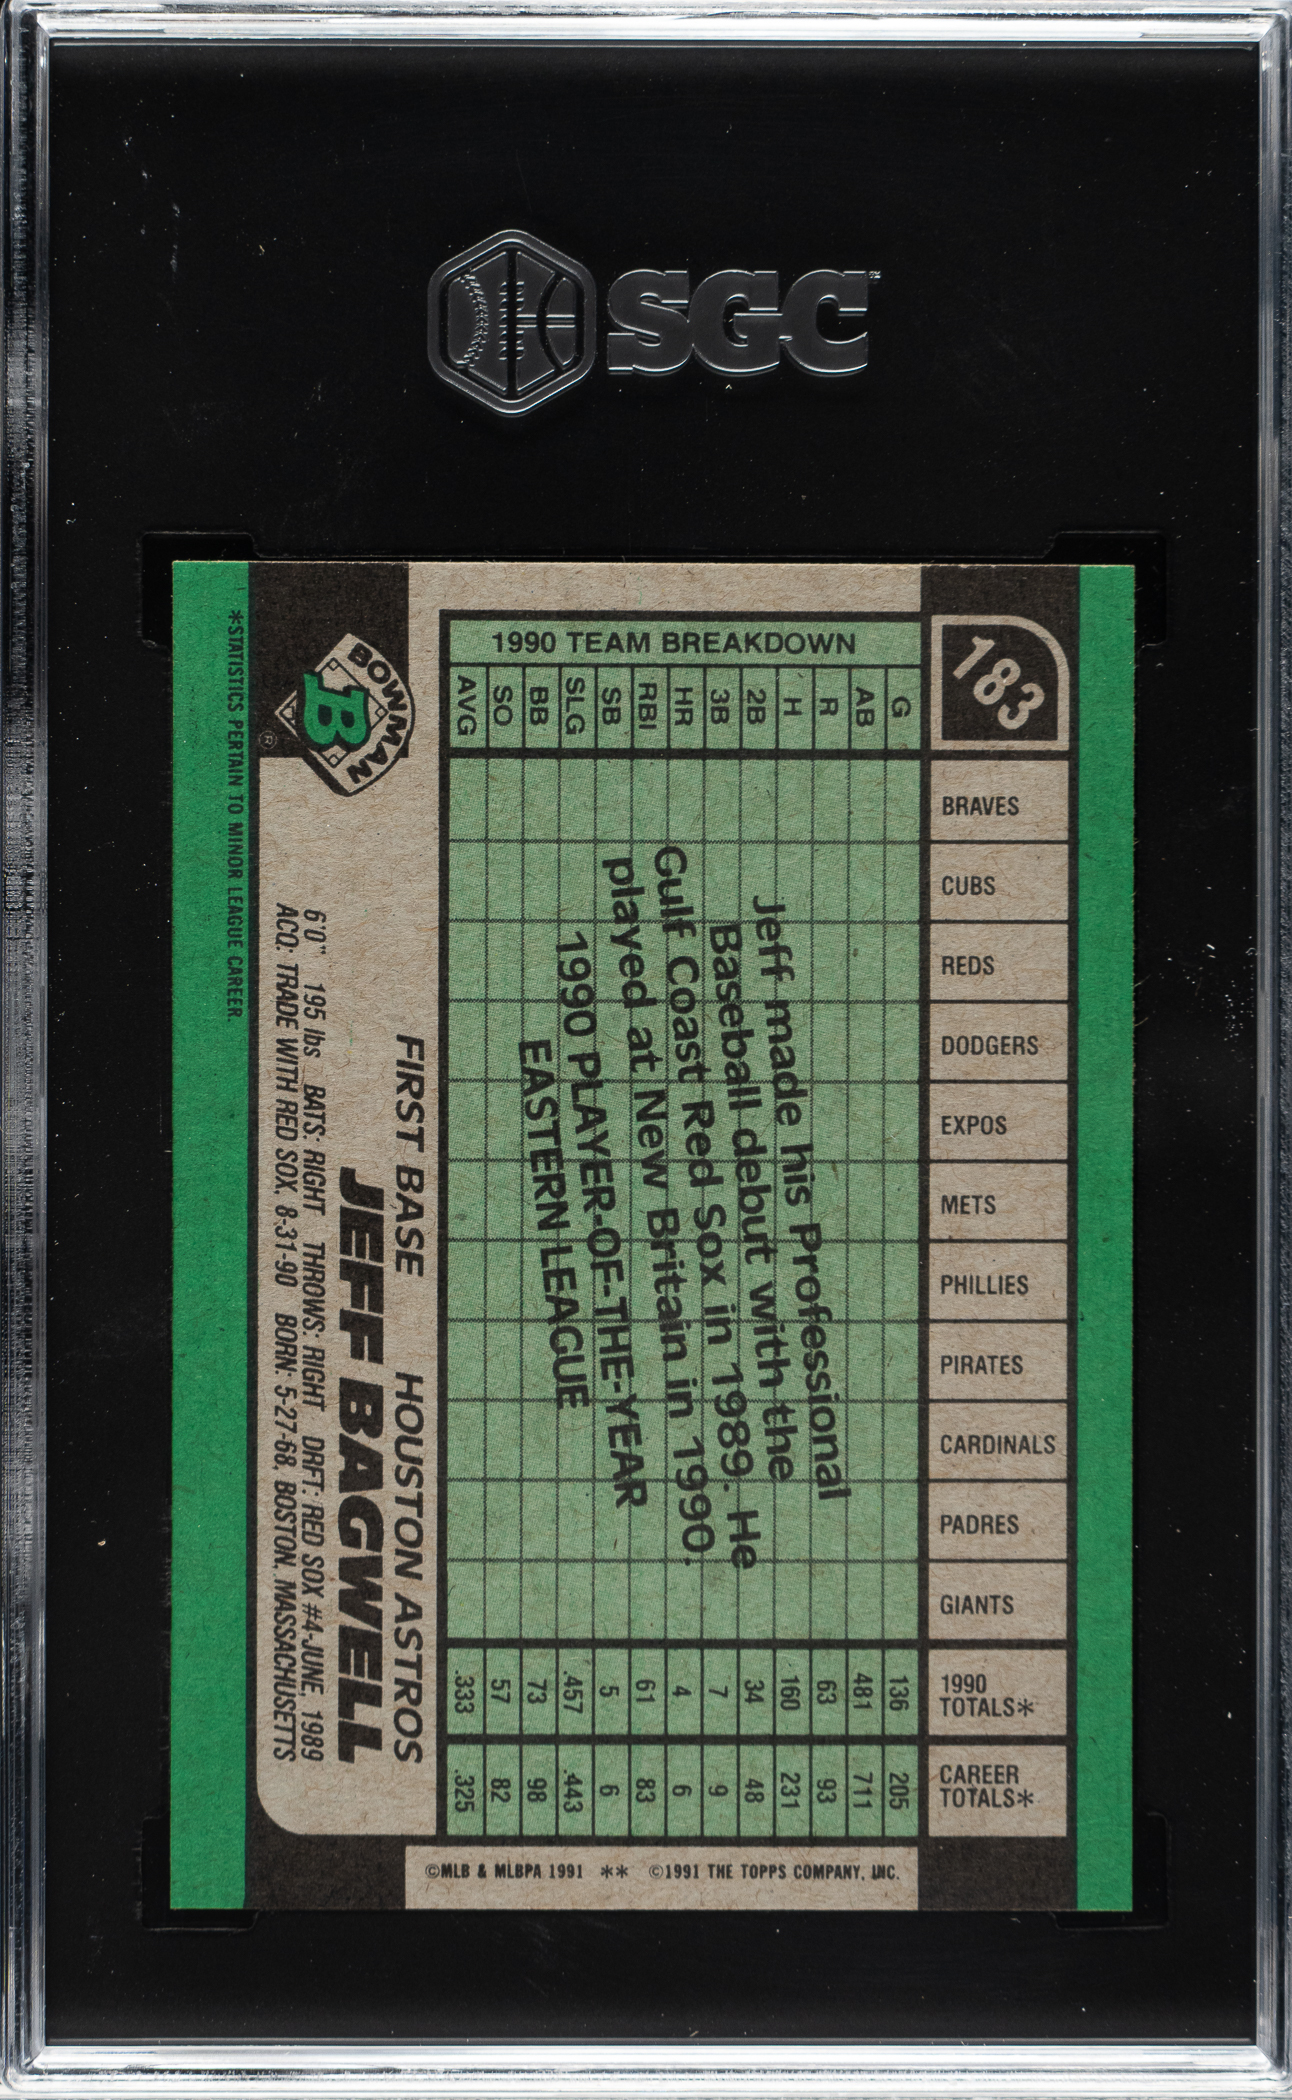 SGC
183
BOWMAN
B
®
FIRST BASE HOUSTON ASTROS
JEFF BAGWELL
6'0" 195 lbs BATS: RIGHT THROWS: RIGHT DRFT: RED SOX #4-JUNE, 1989
ACQ: TRADE WITH RED SOX, 8-31-90 BORN: 5-27-68, BOSTON, MASSACHUSETTS
*STATISTICS PERTAIN TO MINOR LEAGUE CAREER.
1990 TEAM BREAKDOWN
G AB R H 2B 3B HR RBI SB SLG BB SO AVG
BRAVES
CUBS
REDS
DODGERS
EXPOS
METS
PHILLIES
PIRATES
CARDINALS
PADRES
GIANTS
1990 TOTALS* 136 481 63 160 34 7 4 61 5 .457 73 57 .333
CAREER TOTALS* 205 711 93 231 48 9 6 83 6 .443 98 82 .325
Jeff made his Professional
Baseball debut with the
Gulf Coast Red Sox in 1989. He
played at New Britain in 1990.
1990 PLAYER-OF-THE-YEAR
EASTERN LEAGUE
©MLB & MLBPA 1991 ** ©1991 THE TOPPS COMPANY, INC.